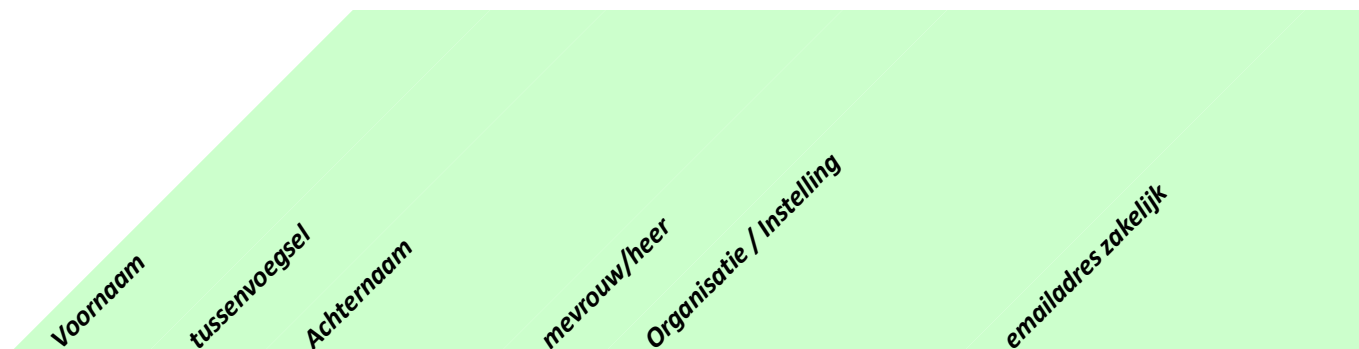 Voornaam
tussenvoegsel
Achternaam
mevrouw/heer
Organisatie / Instelling
emailadres zakelijk